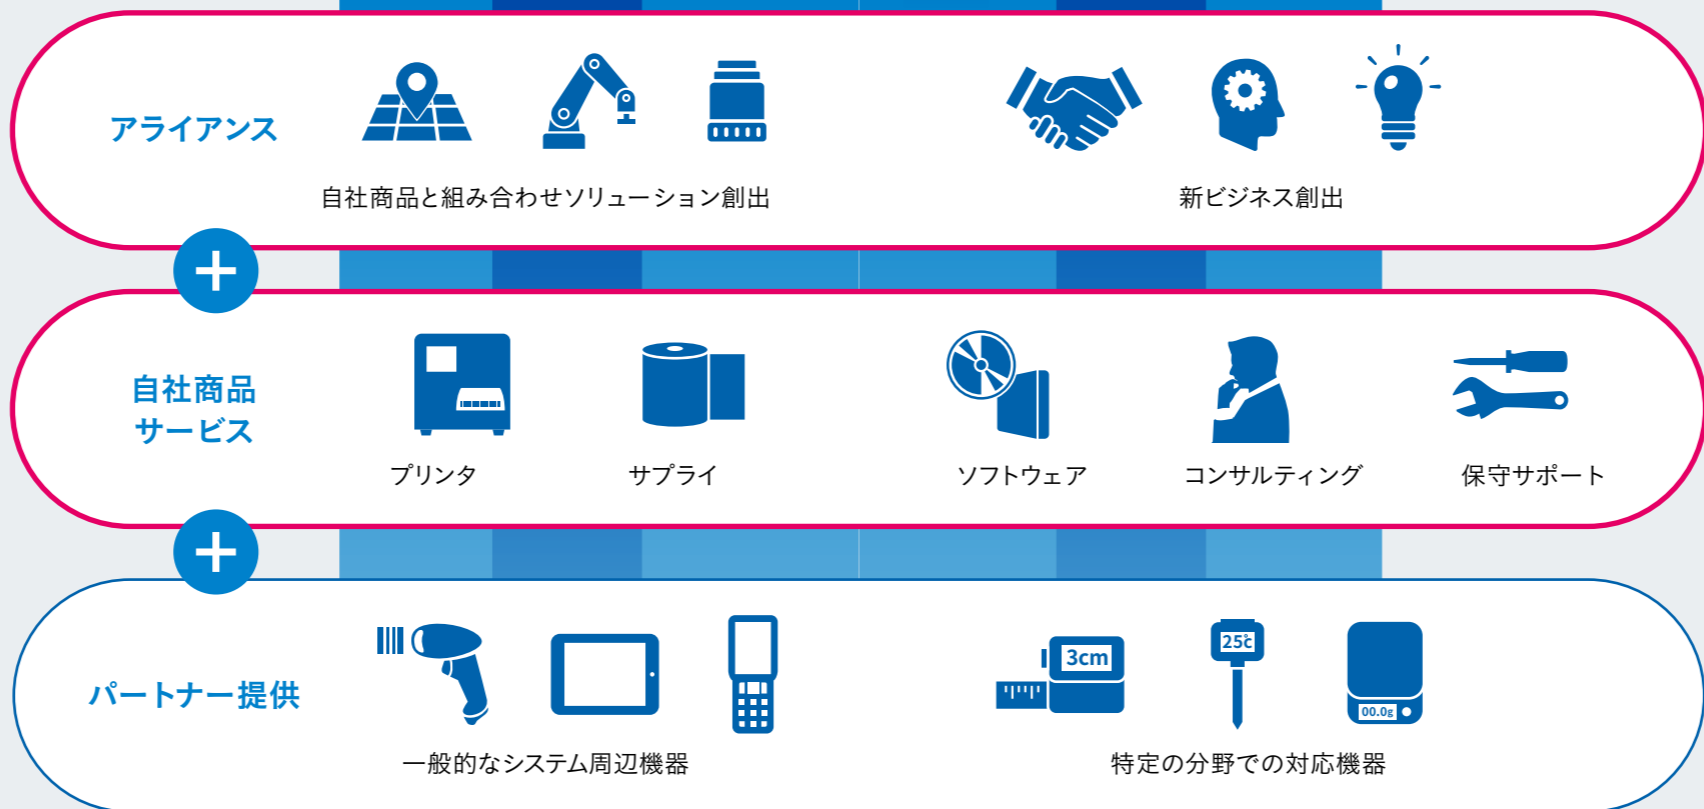 アライアンス
自社商品と組み合わせソリューション創出
新ビジネス創出
+
自社商品
サービス
プリンタ
サプライ
ソフトウェア
コンサルティング
保守サポート
+
パートナー提供
3cm
25℃
00.0g
一般的なシステム周辺機器
特定の分野での対応機器